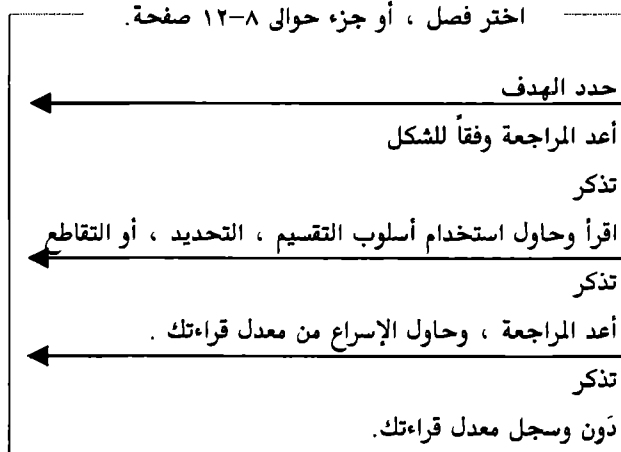 اختر فصل ، أو جزء حوالى ٨–١٢ صفحة.
حدد الهدف
أعد المراجعة وفقاً للشكل
تذكر
اقرأ وحاول استخدام أسلوب التقسيم ، التحديد ، أو التقاطع
تذكر
أعد المراجعة ، وحاول الإسراع من معدل قراءتك .
تذكر
دَون وسجل معدل قراءتك.